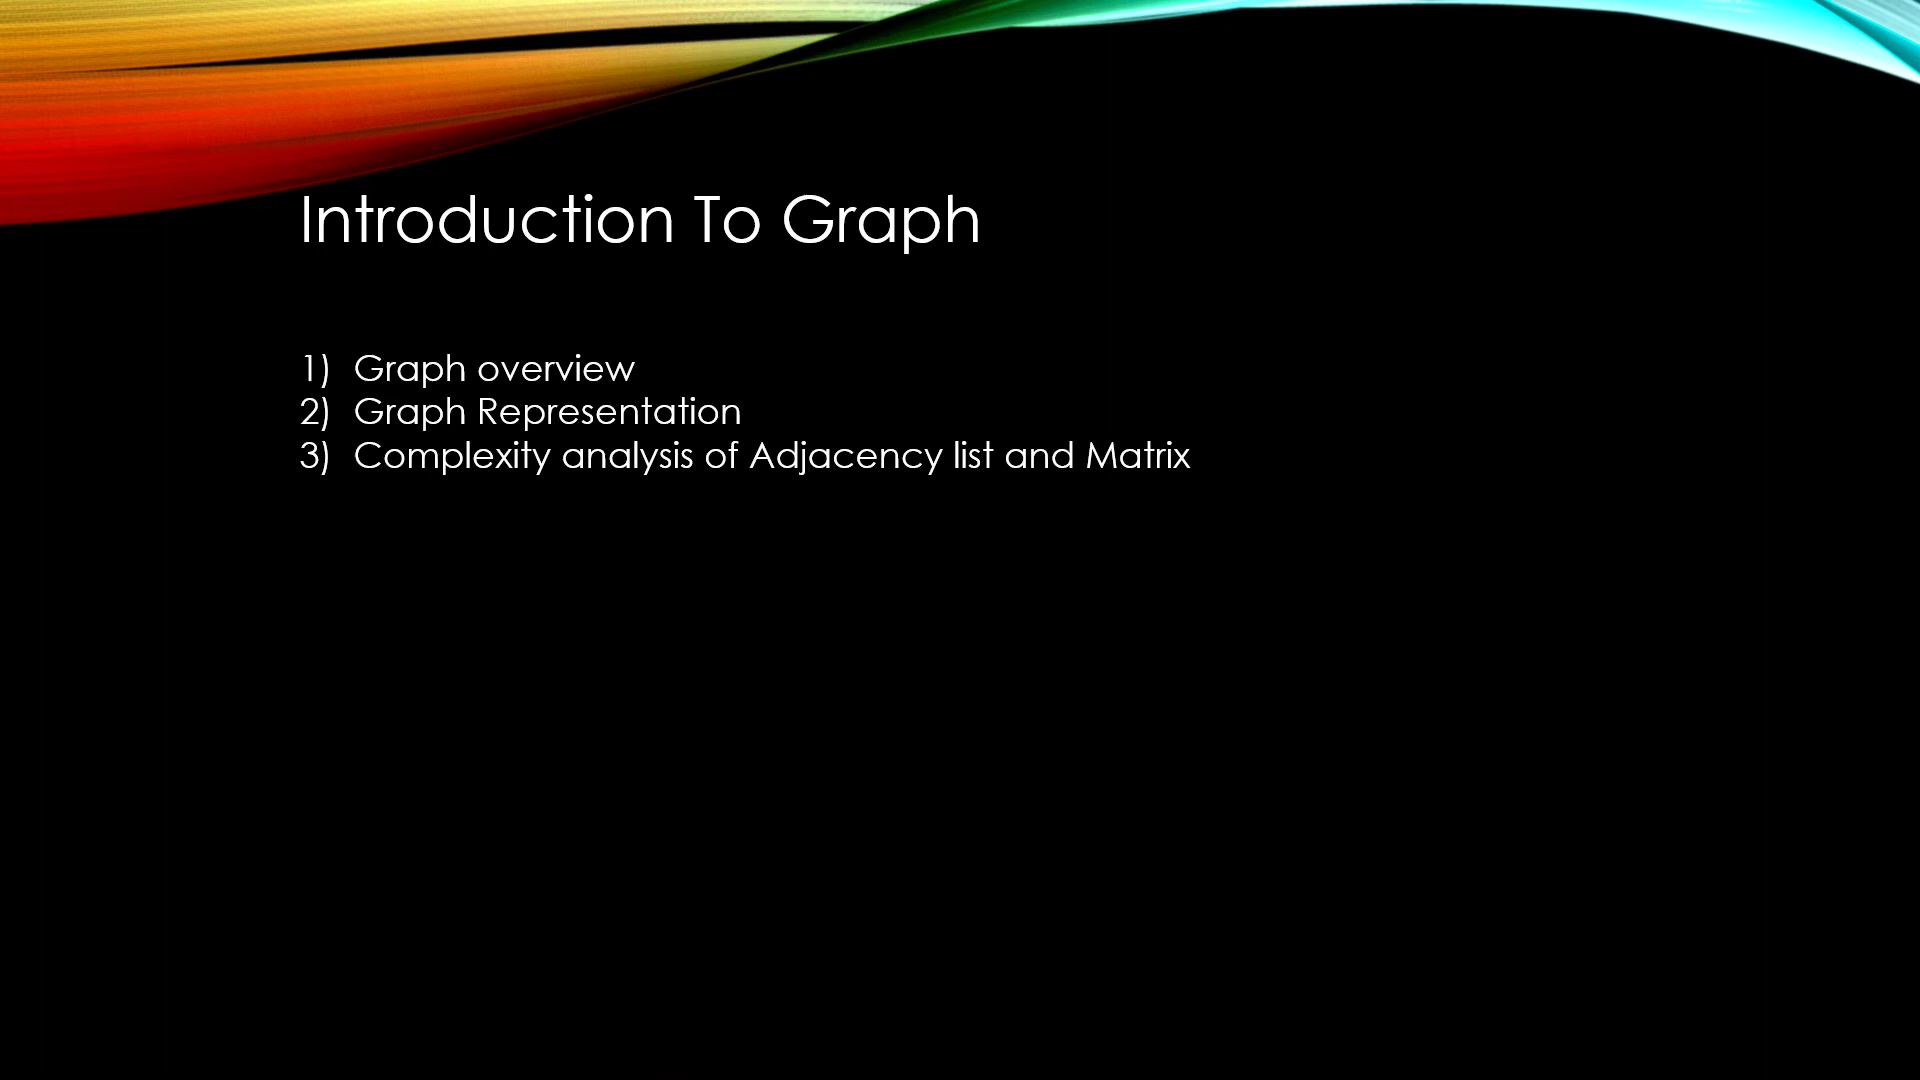 Introduction To Graph
1) Graph overview
2) Graph Representation
3) Complexity analysis of Adjacency list and Matrix